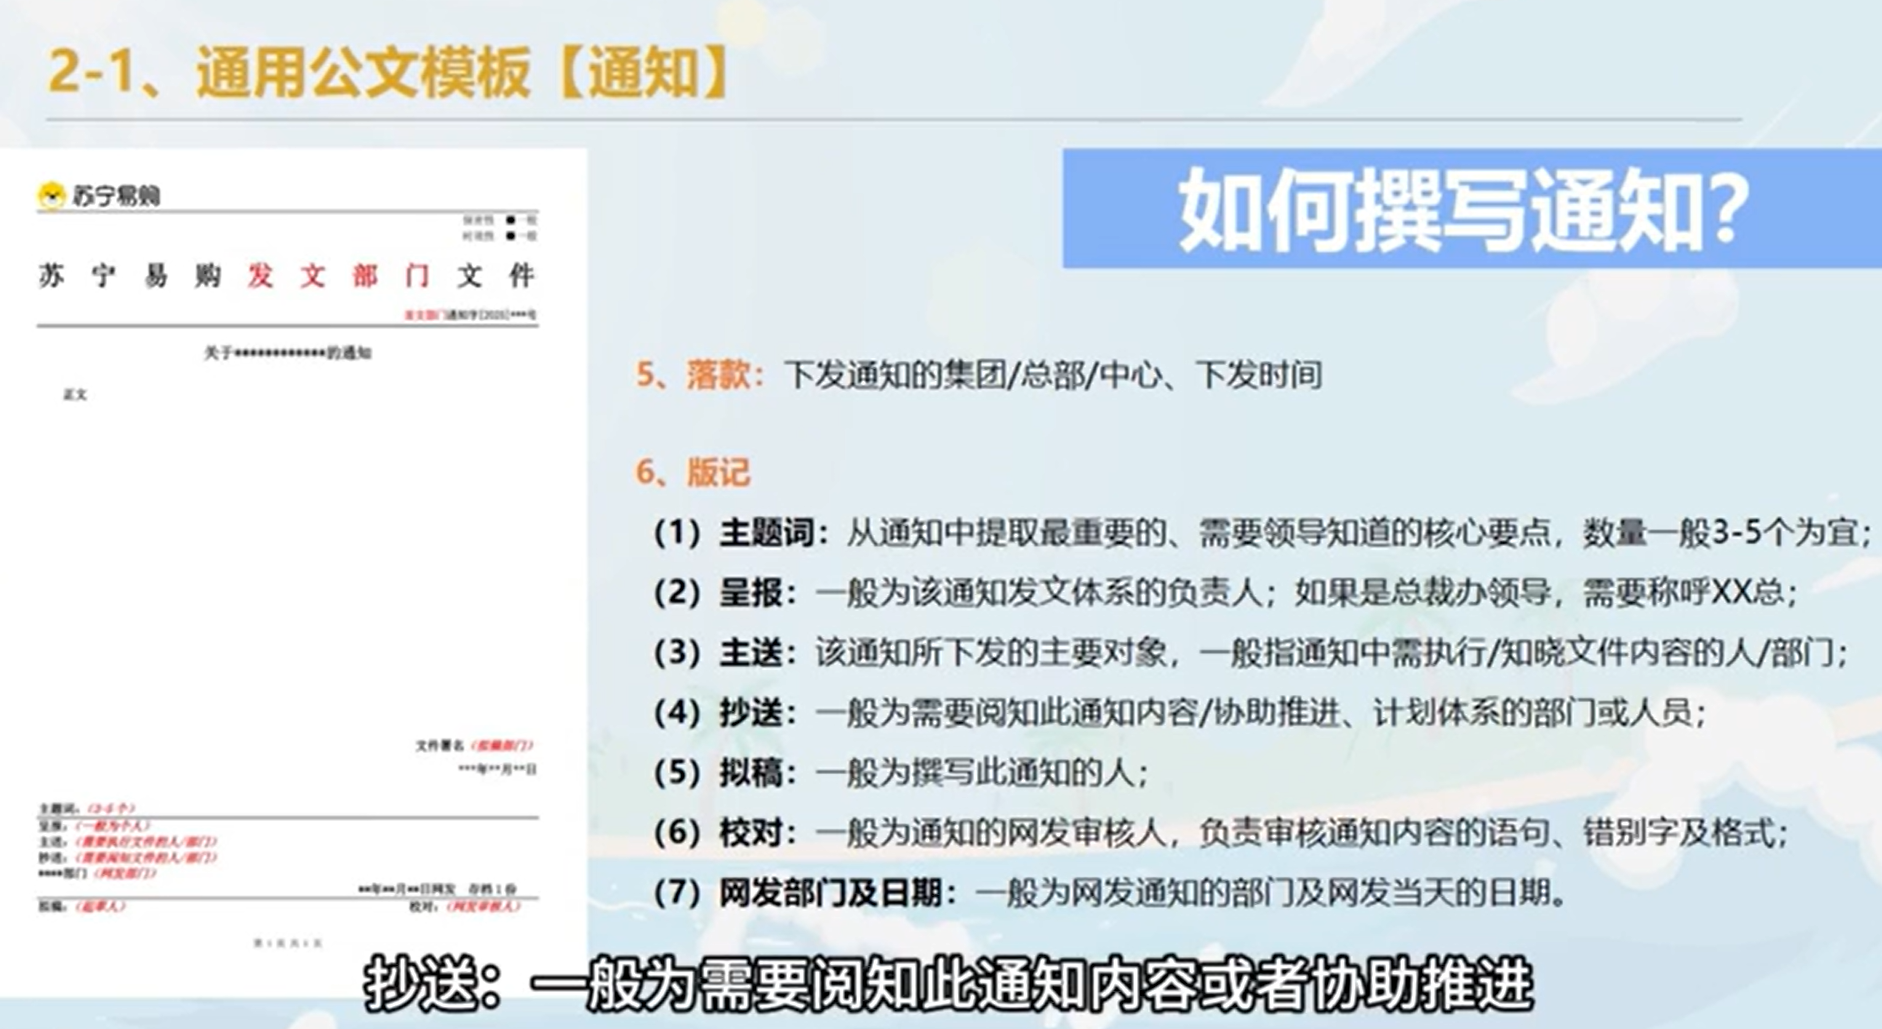 2-1、通用公文模板【通知】
如何撰写通知?
苏宁易购
保密性 ■一般
时效性 ■一般
苏宁易购发文部门文件
发文部门通知字[2025]***号
关于************的通知
正文
文件署名（拟稿部门）
***年**月**日
主题词：（3-5个）
呈报：（一般为个人）
主送：（需要执行文件的人/部门）
抄送：（需要阅知文件的人/部门）
****部门（网发部门）
**年**月**日网发 存档1份
拟稿：（起草人）
校对：（网发审核人）
第1页共1页
5、落款：下发通知的集团/总部/中心、下发时间
6、版记
（1）主题词：从通知中提取最重要的、需要领导知道的核心要点，数量一般3-5个为宜；
（2）呈报：一般为该通知发文体系的负责人；如果是总裁办领导，需要称呼XX总；
（3）主送：该通知所下发的主要对象，一般指通知中需执行/知晓文件内容的人/部门；
（4）抄送：一般为需要阅知此通知内容/协助推进、计划体系的部门或人员；
（5）拟稿：一般为撰写此通知的人；
（6）校对：一般为通知的网发审核人，负责审核通知内容的语句、错别字及格式；
（7）网发部门及日期：一般为网发通知的部门及网发当天的日期。
抄送：一般为需要阅知此通知内容或者协助推进